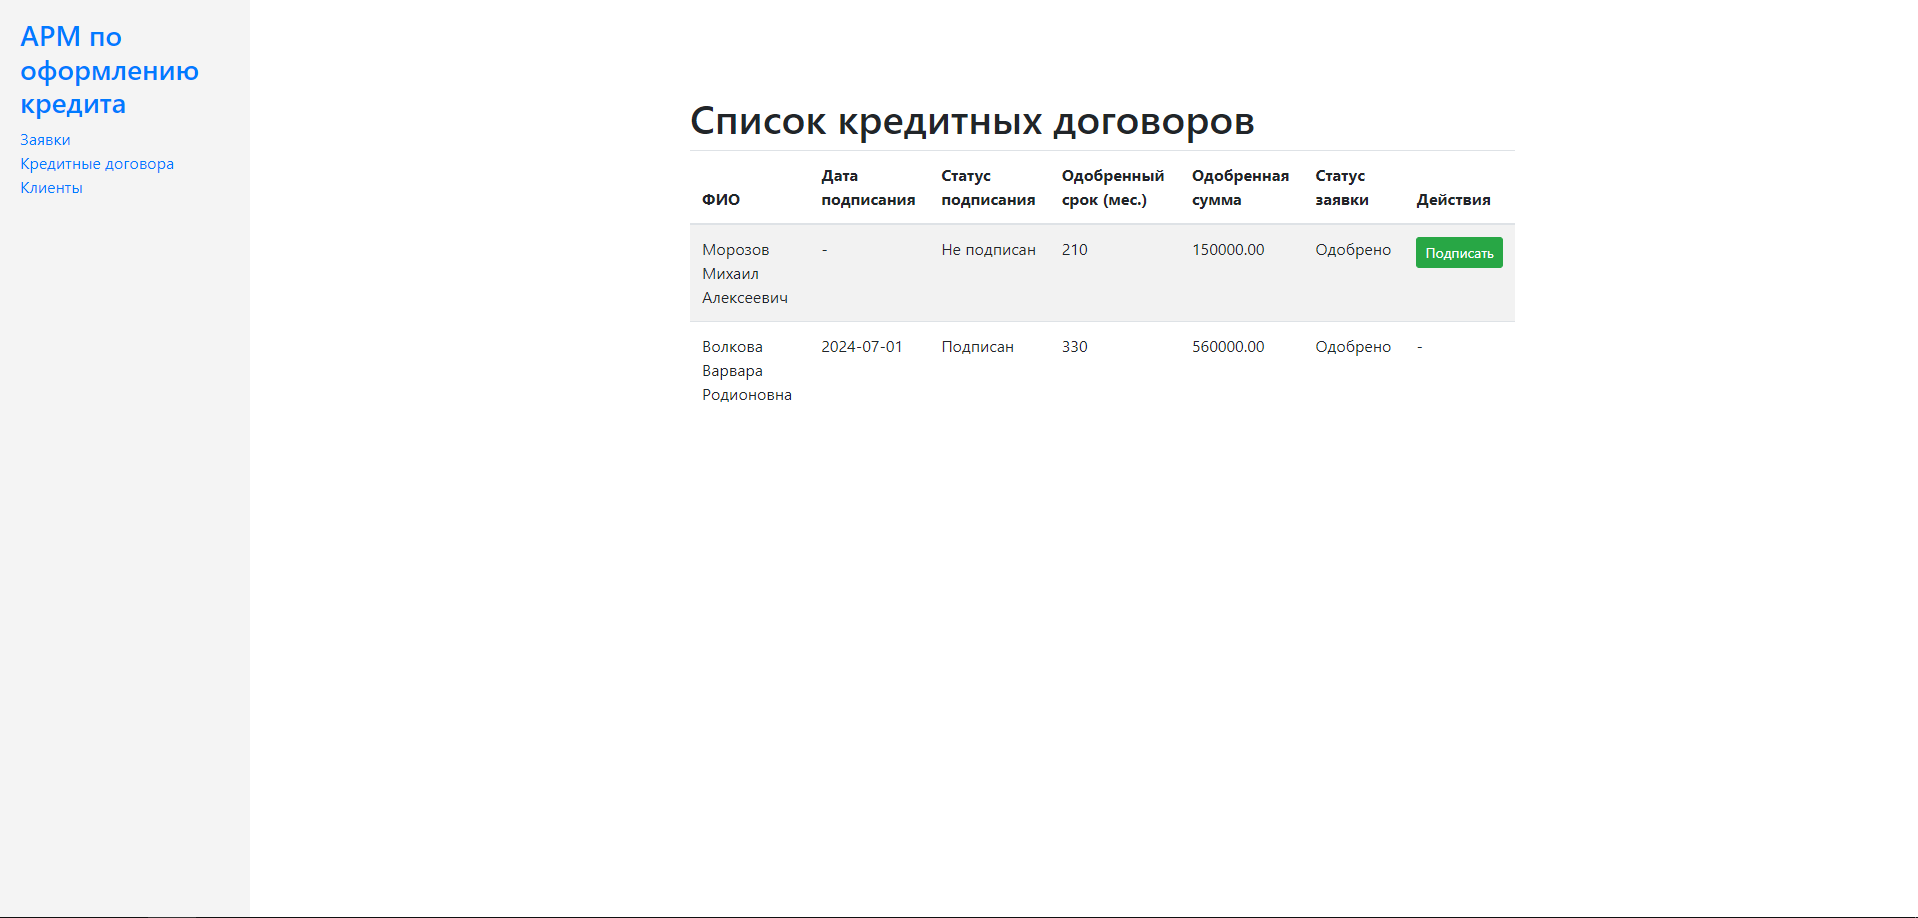 АРМ по
оформлению
кредита
Заявки
Кредитные договора
Клиенты
Список кредитных договоров
ФИО Дата подписания Статус подписания Одобренный срок (мес.) Одобренная сумма Статус заявки Действия
Морозов Михаил Алексеевич - Не подписан 210 150000.00 Одобрено Подписать
Волкова Варвара Родионовна 2024-07-01 Подписан 330 560000.00 Одобрено -